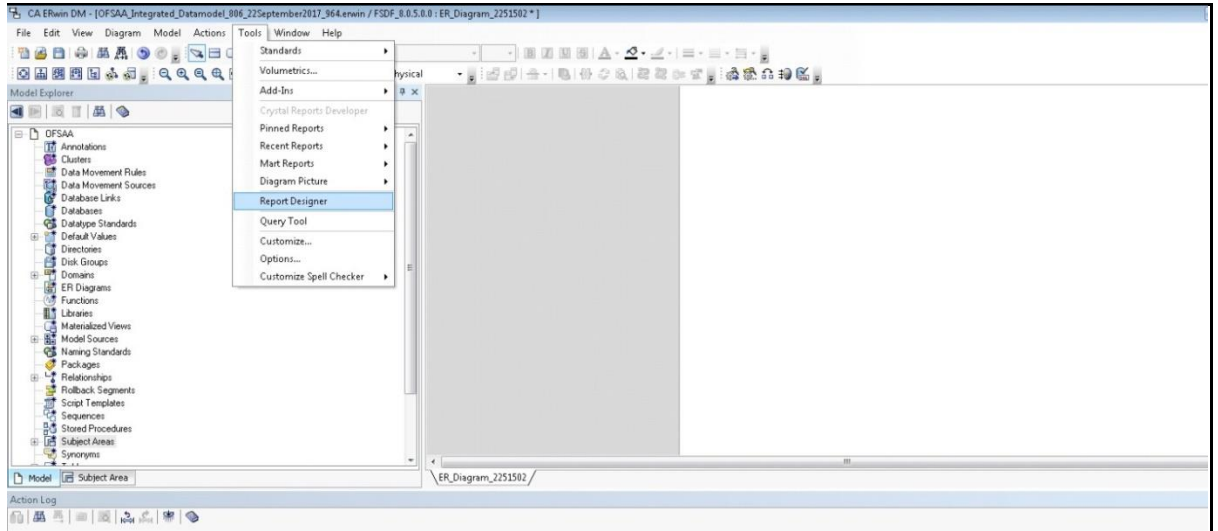 CA ERwin DM - [OFSAA_Integrated_Datamodel_806_22September2017_964.erwin / FSDF_8.0.5.0.0 : ER_Diagram_2251502 * ]
File Edit View Diagram Model Actions Tools Window Help
Standards
Volumetrics...
Add-Ins
Crystal Reports Developer
Pinned Reports
Recent Reports
Mart Reports
Diagram Picture
Report Designer
Query Tool
Customize...
Options...
Customize Spell Checker
hysical
Model Explorer
OFSAA
Annotations
Clusters
Data Movement Rules
Data Movement Sources
Database Links
Databases
Datatype Standards
Default Values
Directories
Disk Groups
Domains
ER Diagrams
Functions
Libraries
Materialized Views
Model Sources
Naming Standards
Packages
Relationships
Rollback Segments
Script Templates
Sequences
Stored Procedures
Subject Areas
Synonyms
Model Subject Area
ER_Diagram_2251502
Action Log